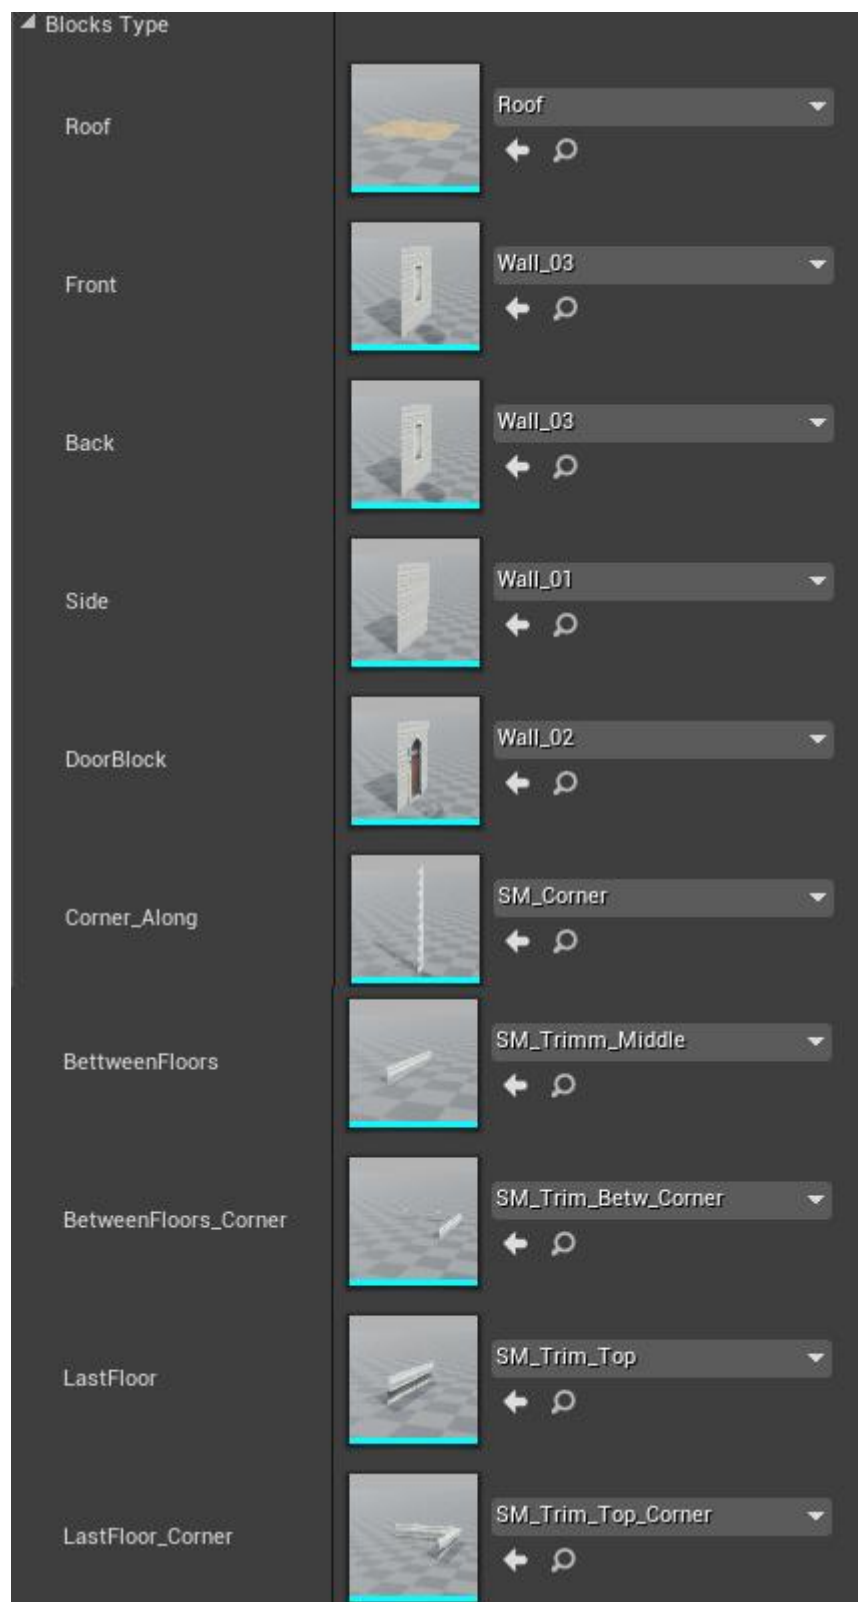 Blocks Type
Roof
Roof
Front
Wall_03
Back
Wall_03
Side
Wall_01
DoorBlock
Wall_02
Corner_Along
SM_Corner
BettweenFloors
SM_Trimm_Middle
BetweenFloors_Corner
SM_Trim_Betw_Corner
LastFloor
SM_Trim_Top
LastFloor_Corner
SM_Trim_Top_Corner